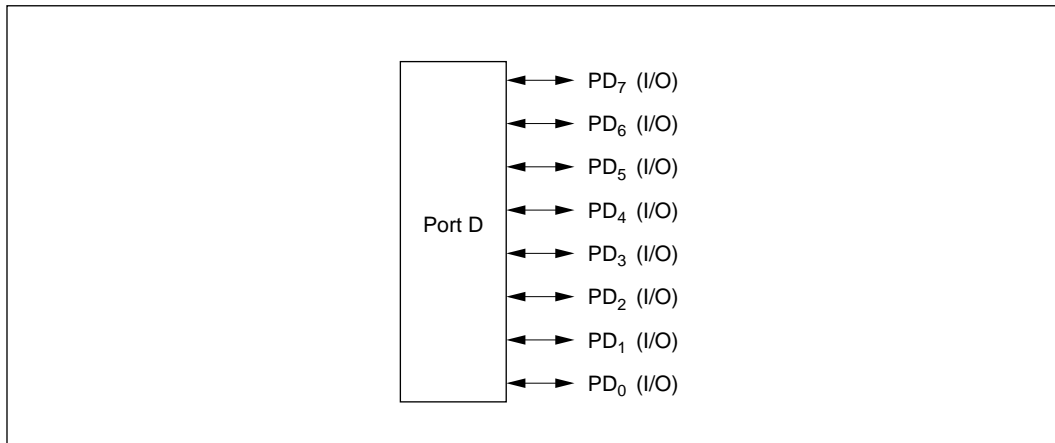 PD₇ (I/O)
PD₆ (I/O)
PD₅ (I/O)
PD₄ (I/O)
Port D
PD₃ (I/O)
PD₂ (I/O)
PD₁ (I/O)
PD₀ (I/O)